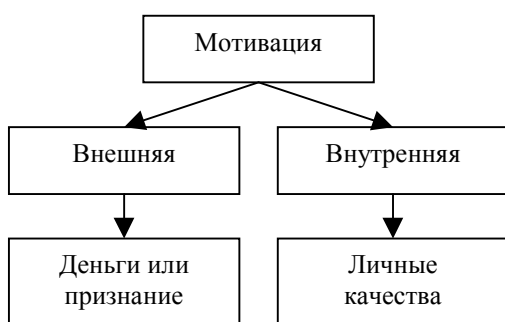 Мотивация
Внешняя
Внутренняя
Деньги или
признание
Личные
качества